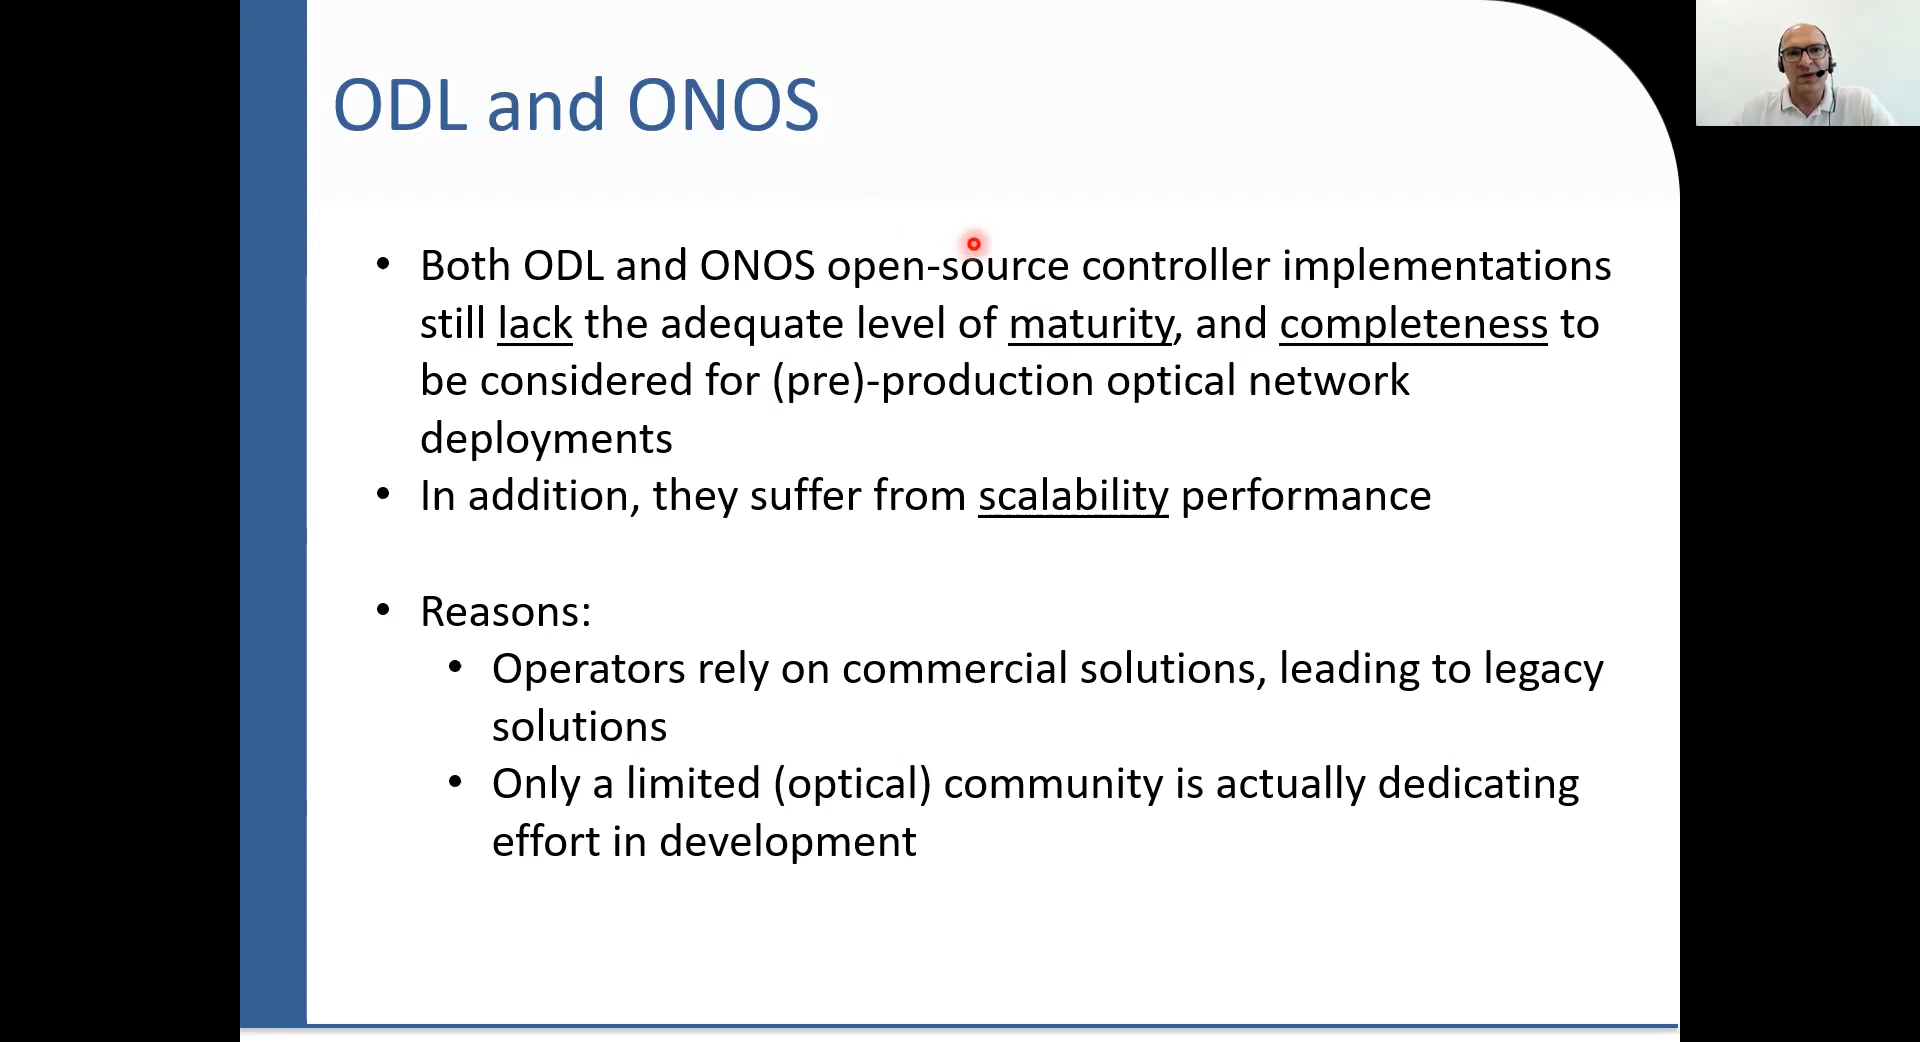 ODL and ONOS
• Both ODL and ONOS open-source controller implementations
still lack the adequate level of maturity, and completeness to
be considered for (pre)-production optical network
deployments
• In addition, they suffer from scalability performance
• Reasons:
• Operators rely on commercial solutions, leading to legacy
solutions
• Only a limited (optical) community is actually dedicating
effort in development